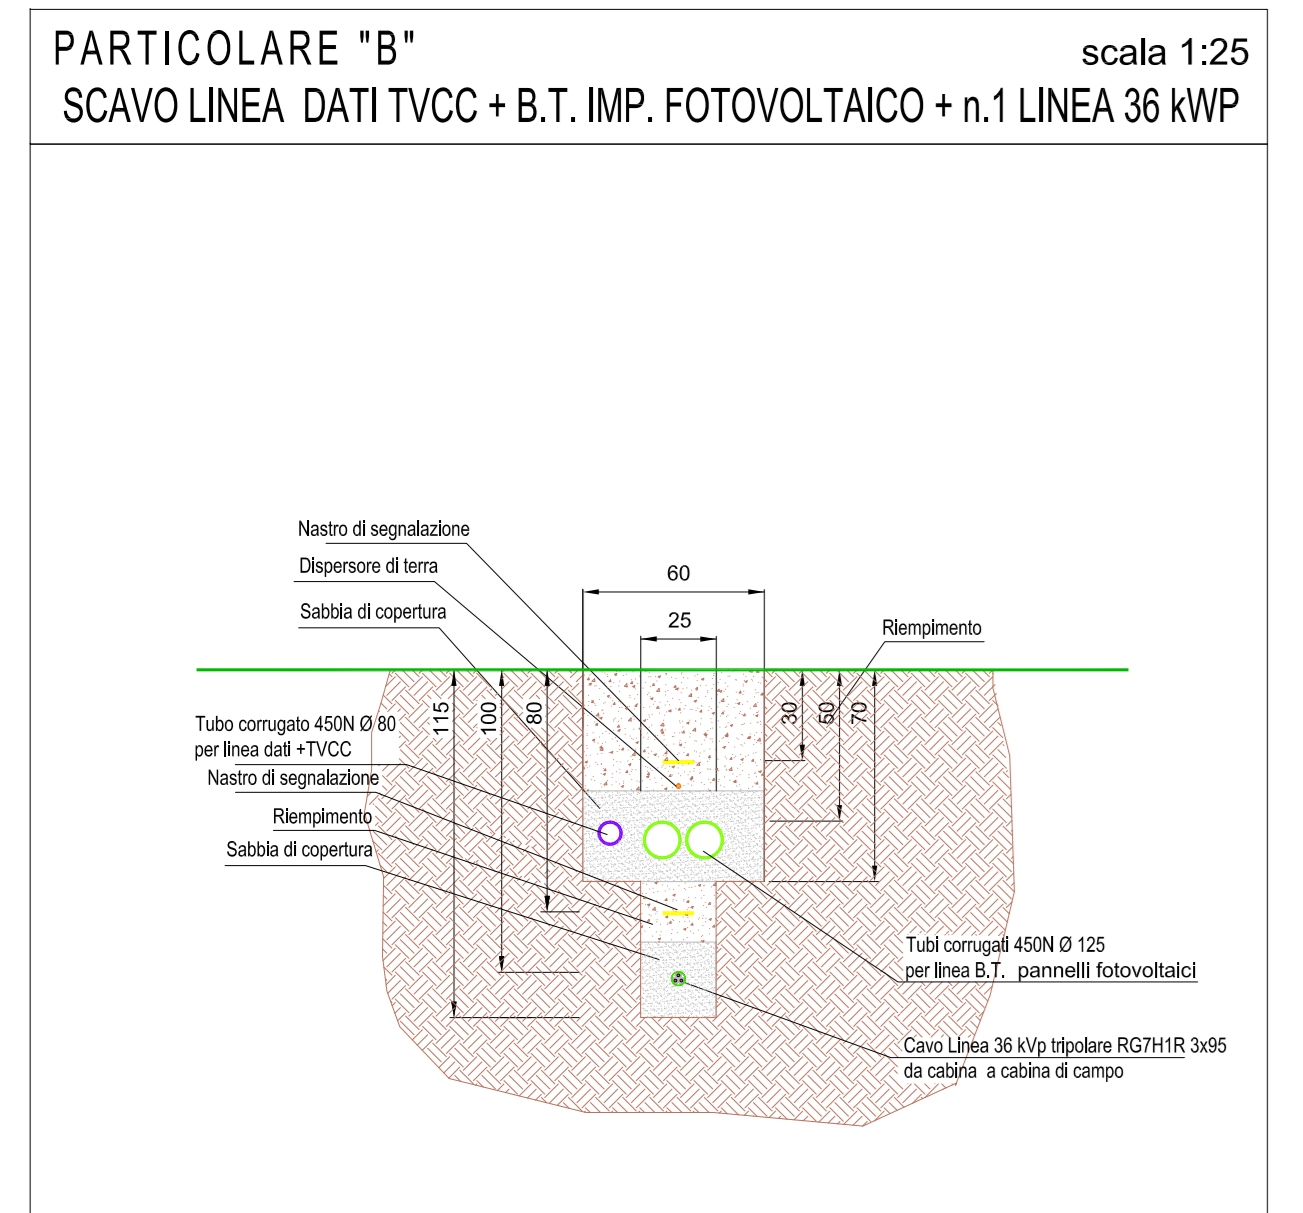 PARTICOLARE "B"
scala 1:25
SCAVO LINEA DATI TVCC + B.T. IMP. FOTOVOLTAICO + n.1 LINEA 36 kWP
Nastro di segnalazione
Dispersore di terra
Sabbia di copertura
60
25
Riempimento
115
100
80
30
50
70
Tubo corrugato 450N Ø 80
per linea dati +TVCC
Nastro di segnalazione
Riempimento
Sabbia di copertura
Tubi corrugati 450N Ø 125
per linea B.T. pannelli fotovoltaici
Cavo Linea 36 kVp tripolare RG7H1R 3x95
da cabina a cabina di campo